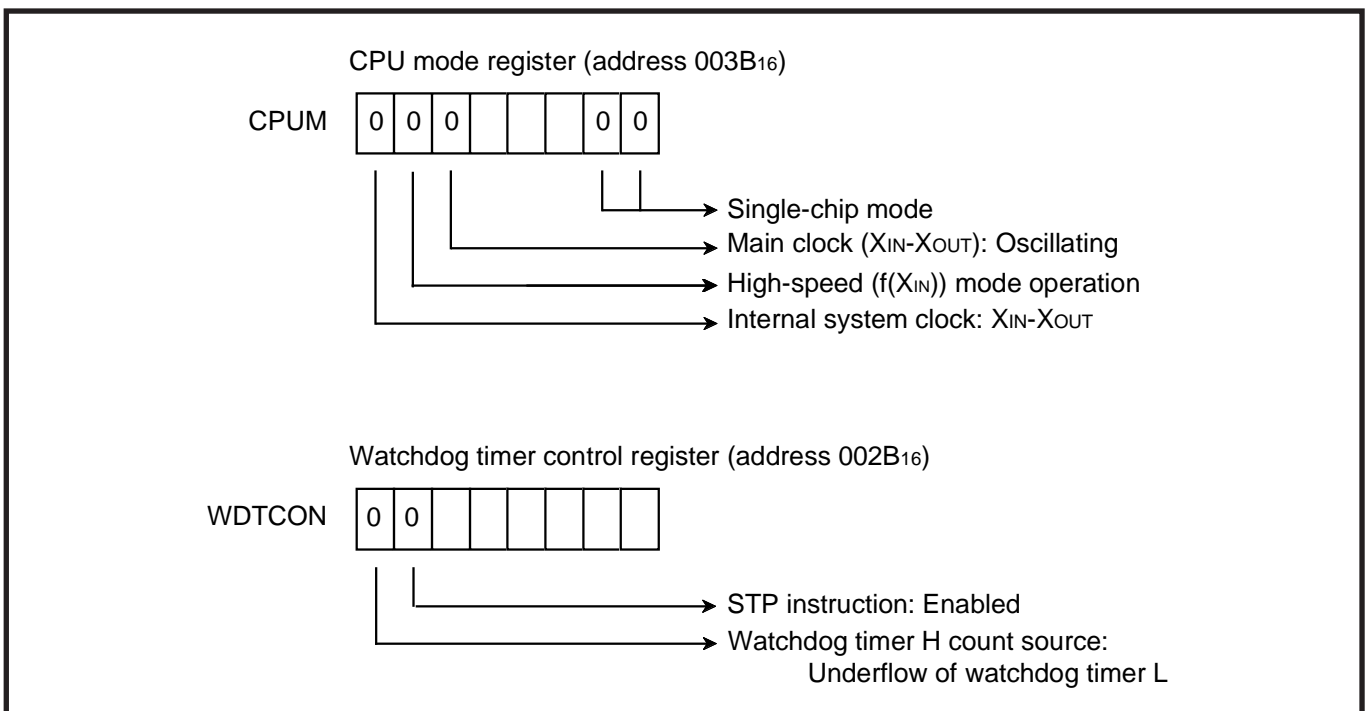 CPU mode register (address 003B16)
CPUM 0 0 0 0 0
Single-chip mode
Main clock (XIN-XOUT): Oscillating
High-speed (f(XIN)) mode operation
Internal system clock: XIN-XOUT
Watchdog timer control register (address 002B16)
WDTCON 0 0
STP instruction: Enabled
Watchdog timer H count source:
Underflow of watchdog timer L